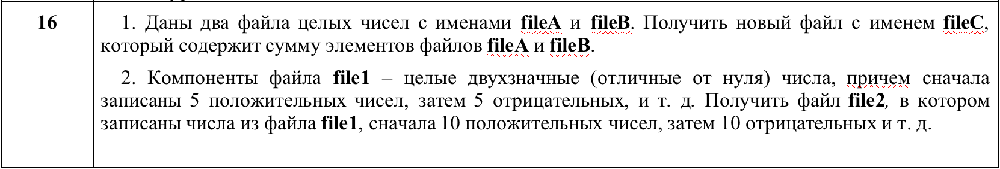 16
1. Даны два файла целых чисел с именами fileA и fileB. Получить новый файл с именем fileC,
который содержит сумму элементов файлов fileA и fileB.
2. Компоненты файла file1 – целые двухзначные (отличные от нуля) числа, причем сначала
записаны 5 положительных чисел, затем 5 отрицательных, и т. д. Получить файл file2, в котором
записаны числа из файла file1, сначала 10 положительных чисел, затем 10 отрицательных и т. д.